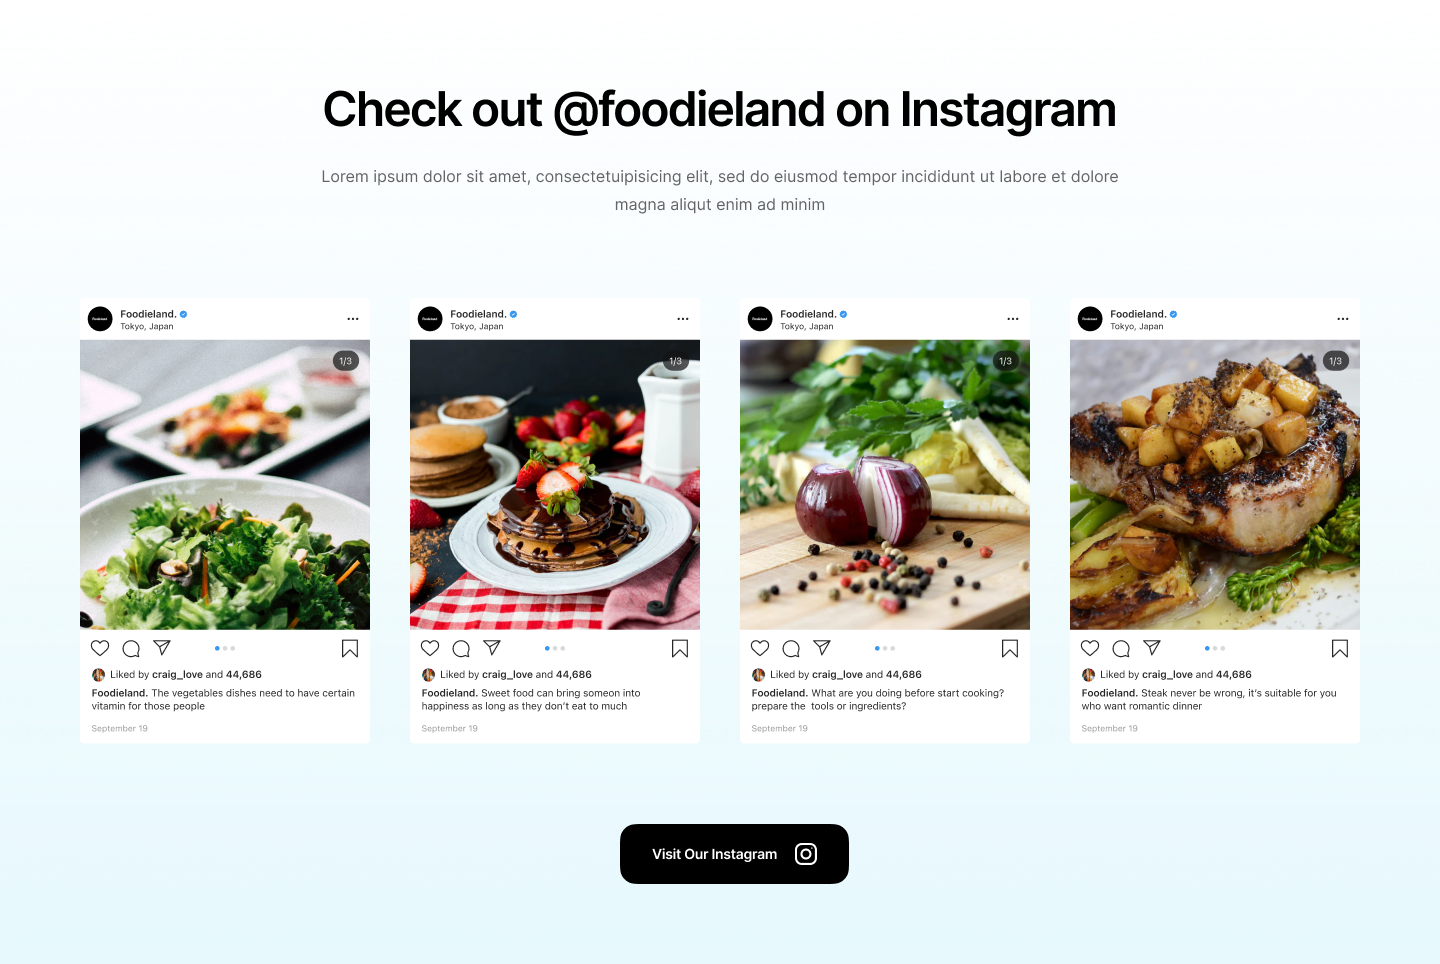 Check out @foodieland on Instagram
Lorem ipsum dolor sit amet, consectetuipisicing elit, sed do eiusmod tempor incididunt ut labore et dolore
magna aliqut enim ad minim
Foodieland
Foodieland.
Tokyo, Japan
1/3
Liked by craig_love and 44,686
Foodieland. The vegetables dishes need to have certain
vitamin for those people
September 19
Foodieland
Foodieland.
Tokyo, Japan
1/3
Liked by craig_love and 44,686
Foodieland. Sweet food can bring someon into
happiness as long as they don’t eat to much
September 19
Foodieland
Foodieland.
Tokyo, Japan
1/3
Liked by craig_love and 44,686
Foodieland. What are you doing before start cooking?
prepare the  tools or ingredients?
September 19
Foodieland
Foodieland.
Tokyo, Japan
1/3
Liked by craig_love and 44,686
Foodieland. Steak never be wrong, it’s suitable for you
who want romantic dinner
September 19
Visit Our Instagram